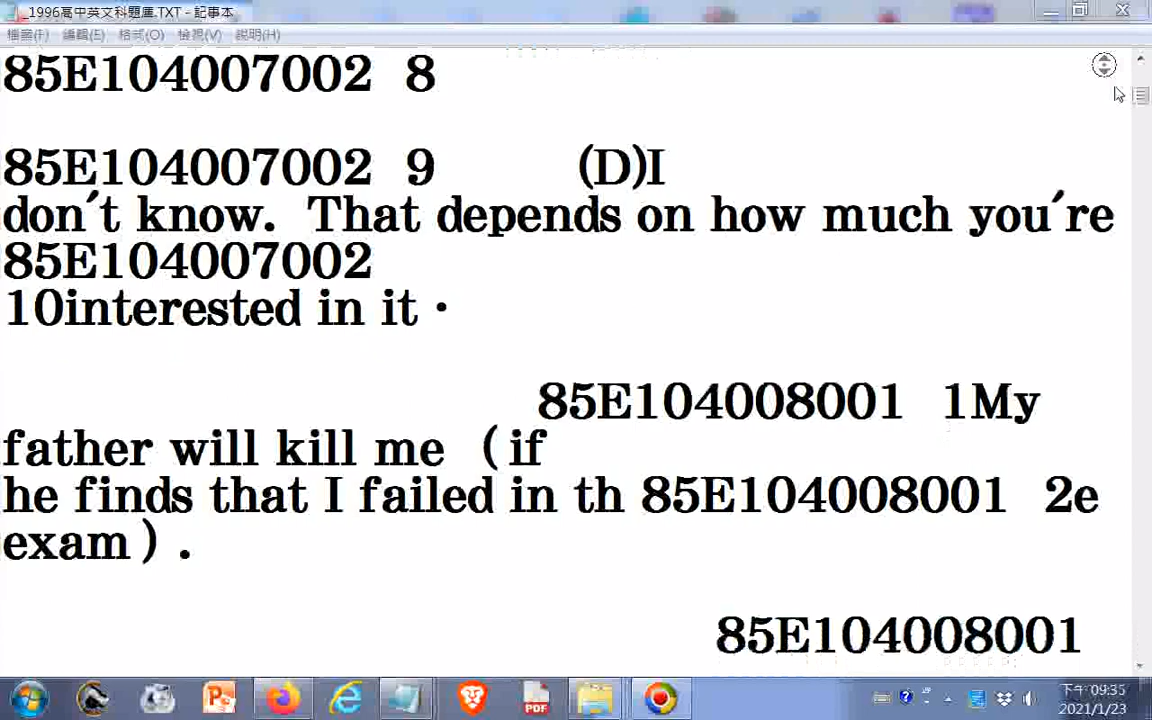 _1996高中英文科題庫.TXT - 記事本
檔案(F) 編輯(E) 格式(O) 檢視(V) 說明(H)
85E104007002 8
85E104007002 9 (D)I
don't know. That depends on how much you're
85E104007002
10interested in it·
85E104008001 1My
father will kill me (if
he finds that I failed in th 85E104008001 2e
exam).
85E104008001
PDF
下午 09:35
2021/1/23